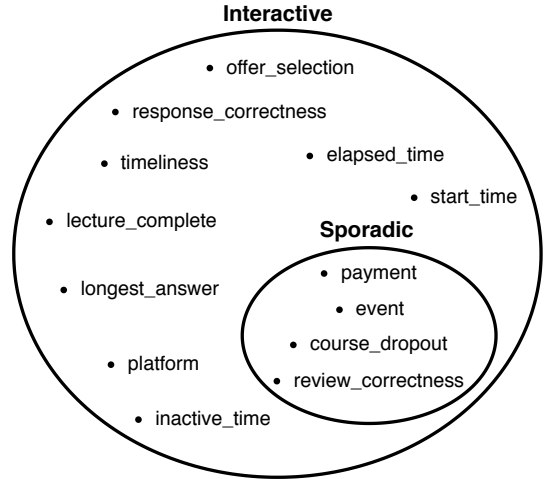 Interactive
offer_selection
response_correctness
elapsed_time
timeliness
start_time
lecture_complete
Sporadic
payment
longest_answer
event
course_dropout
platform
review_correctness
inactive_time